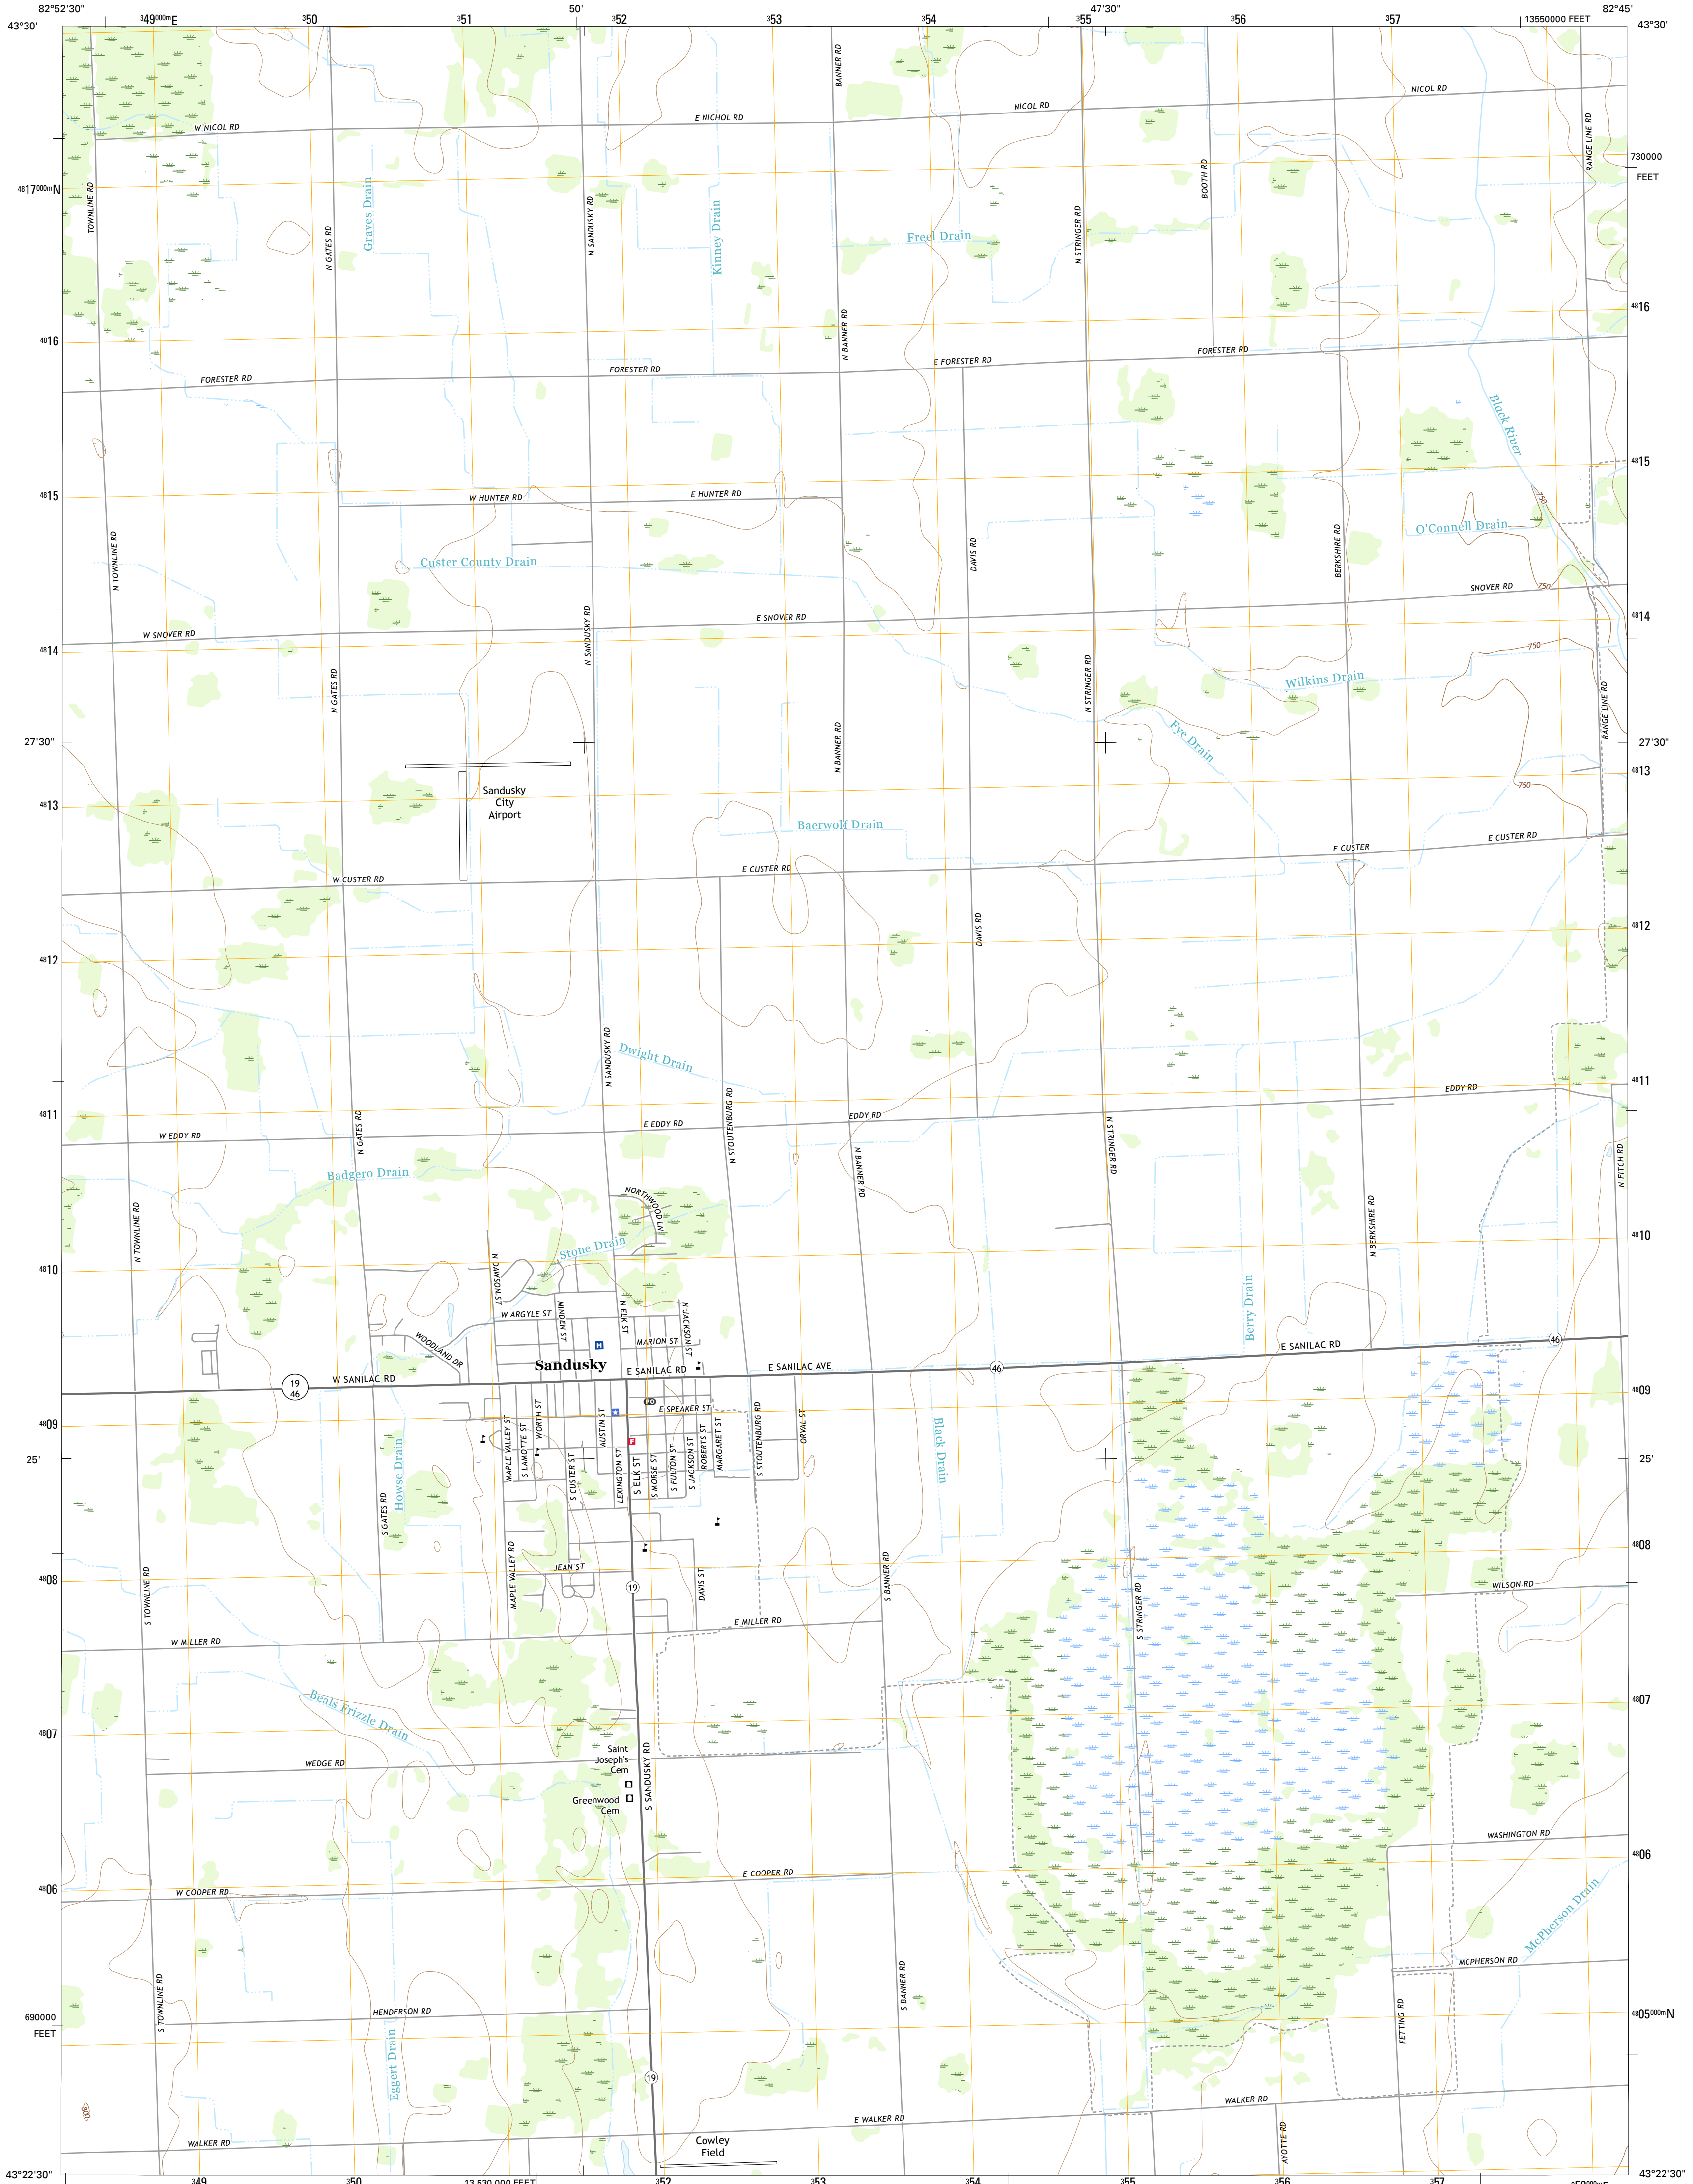 82°52'30"
349000mE
350
351
50'
352
353
354
355
47'30"
356
357
13550000 FEET
82°45'
43°30'
43°30'
BANNER RD
NICOL RD
NICOL RD
E NICHOL RD
W NICOL RD
RANGE LINE RD
730000
FEET
4817000mN
TOWNLINE RD
Graves Drain
N GATES RD
N SANDUSKY RD
Kinney Drain
Freel Drain
N STRINGER RD
BOOTH RD
4816
4816
N BANNER RD
FORESTER RD
FORESTER RD
E FORESTER RD
FORESTER RD
Black River
4815
4815
W HUNTER RD
E HUNTER RD
750
O'Connell Drain
N TOWNLINE RD
Custer County Drain
DAVIS RD
BERKSHIRE RD
SNOVER RD
750
4814
E SNOVER RD
W SNOVER RD
N SANDUSKY RD
4814
750
N GATES RD
N STRINGER RD
Wilkins Drain
RANGE LINE RD
Fye Drain
N BANNER RD
27'30"
27'30"
4813
4813
750
Sandusky
City
Airport
Baerwolf Drain
E CUSTER RD
E CUSTER
E CUSTER RD
W CUSTER RD
DAVIS RD
4812
4812
Dwight Drain
N SANDUSKY RD
4811
4811
EDDY RD
EDDY RD
E EDDY RD
W EDDY RD
N GATES RD
N STOUTENBURG RD
N STRINGER RD
N FITCH RD
Badgero Drain
N BANNER RD
NORTHWOOD LN
N TOWNLINE RD
N BERKSHIRE RD
4810
4810
Stone Drain
N DAWSON ST
Berry Drain
W ARGYLE ST
MINDEN ST
N ELK ST
N JACKSON ST
MARION ST
WOODLAND DR
H
46
E SANILAC RD
Sandusky
E SANILAC RD
E SANILAC AVE
46
W SANILAC RD
19
46
4809
4809
PO
E SPEAKER ST
F
MAPLE VALLEY ST
S LAMOTTE ST
WORTH ST
S CUSTER ST
AUSTIN ST
LEXINGTON ST
S ELK ST
S MORSE ST
S FULTON ST
S JACKSON ST
ROBERTS ST
MARGARET ST
S STOUTENBURG RD
ORVAL ST
Black Drain
25'
25'
Howse Drain
S GATES RD
4808
4808
JEAN ST
MAPLE VALLEY RD
19
DAVIS ST
S BANNER RD
S STRINGER RD
WILSON RD
S TOWNLINE RD
E MILLER RD
W MILLER RD
Beals Frizzle Drain
4807
4807
WEDGE RD
Saint
Joseph's
Cem
Greenwood
Cem
S SANDUSKY RD
WASHINGTON RD
4806
4806
E COOPER RD
W COOPER RD
McPherson Drain
MCPHERSON RD
S TOWNLINE RD
S BANNER RD
HENDERSON RD
690000
FEET
4805000mN
FETTING RD
Eggert Drain
19
800
WALKER RD
E WALKER RD
AYOTTE RD
WALKER RD
Cowley
Field
43°22'30"
43°22'30"
349
350
13 530 000 FEET
352
353
354
355
356
357